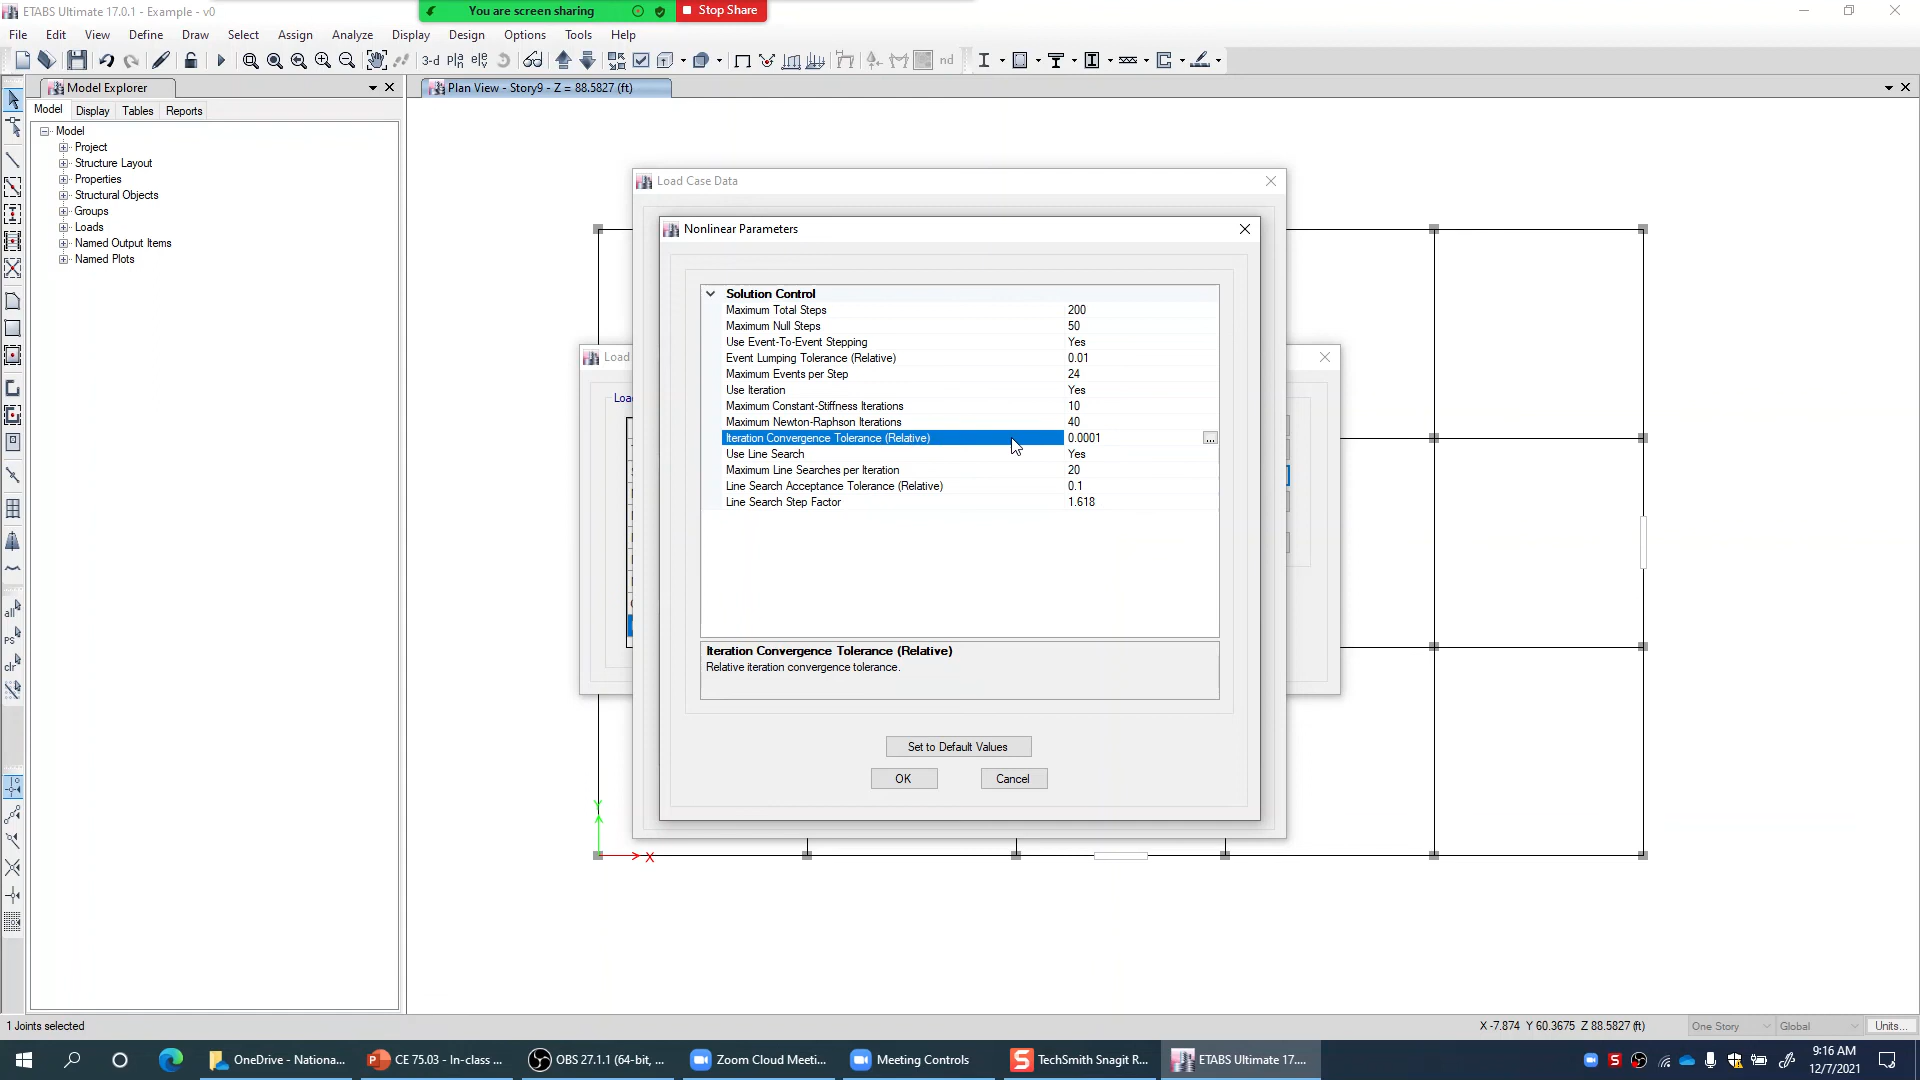 ETABS Ultimate 17.0.1 - Example - v0
You are screen sharing
Stop Share
File Edit View Define Draw Select Assign Analyze Display Design Options Tools Help
3-d
nd
Model Explorer
Plan View - Story9 - Z = 88.5827 (ft)
Model Display Tables Reports
Model
Project
Structure Layout
Properties
Structural Objects
Groups
Loads
Named Output Items
Named Plots
all
PS
clr
Load Case Data
Nonlinear Parameters
Load
Solution Control
Maximum Total Steps 200
Maximum Null Steps 50
Use Event-To-Event Stepping Yes
Event Lumping Tolerance (Relative) 0.01
Maximum Events per Step 24
Use Iteration Yes
Maximum Constant-Stiffness Iterations 10
Maximum Newton-Raphson Iterations 40
Iteration Convergence Tolerance (Relative) 0.0001 ...
Use Line Search Yes
Maximum Line Searches per Iteration 20
Line Search Acceptance Tolerance (Relative) 0.1
Line Search Step Factor 1.618
Iteration Convergence Tolerance (Relative)
Relative iteration convergence tolerance.
Set to Default Values
OK Cancel
Y
X
1 Joints selected
X -7.874 Y 60.3675 Z 88.5827 (ft)
One Story
Global
Units...
OneDrive - Nationa...
CE 75.03 - In-class ...
OBS 27.1.1 (64-bit, ...
Zoom Cloud Meeti...
Meeting Controls
TechSmith Snagit R...
ETABS Ultimate 17....
9:16 AM
12/7/2021